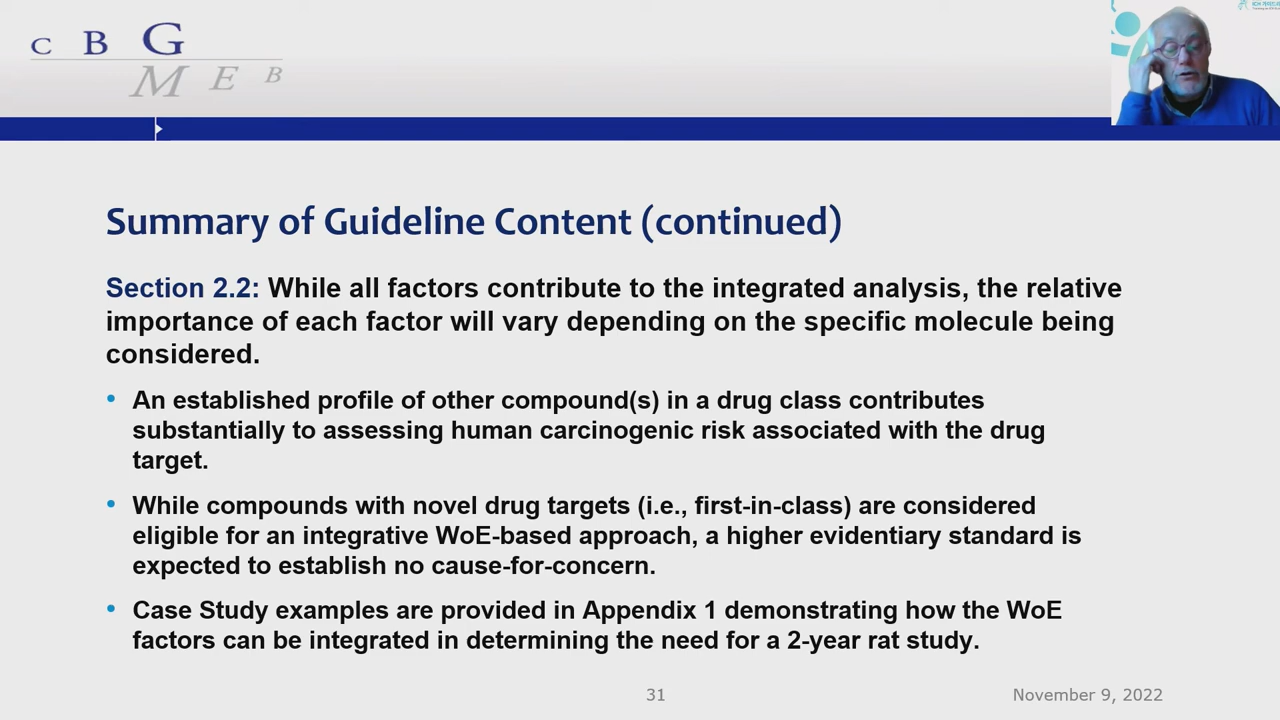 C B G
M E B
Summary of Guideline Content (continued)
Section 2.2: While all factors contribute to the integrated analysis, the relative
importance of each factor will vary depending on the specific molecule being
considered.
• An established profile of other compound(s) in a drug class contributes
substantially to assessing human carcinogenic risk associated with the drug
target.
• While compounds with novel drug targets (i.e., first-in-class) are considered
eligible for an integrative WoE-based approach, a higher evidentiary standard is
expected to establish no cause-for-concern.
• Case Study examples are provided in Appendix 1 demonstrating how the WoE
factors can be integrated in determining the need for a 2-year rat study.
31
November 9, 2022